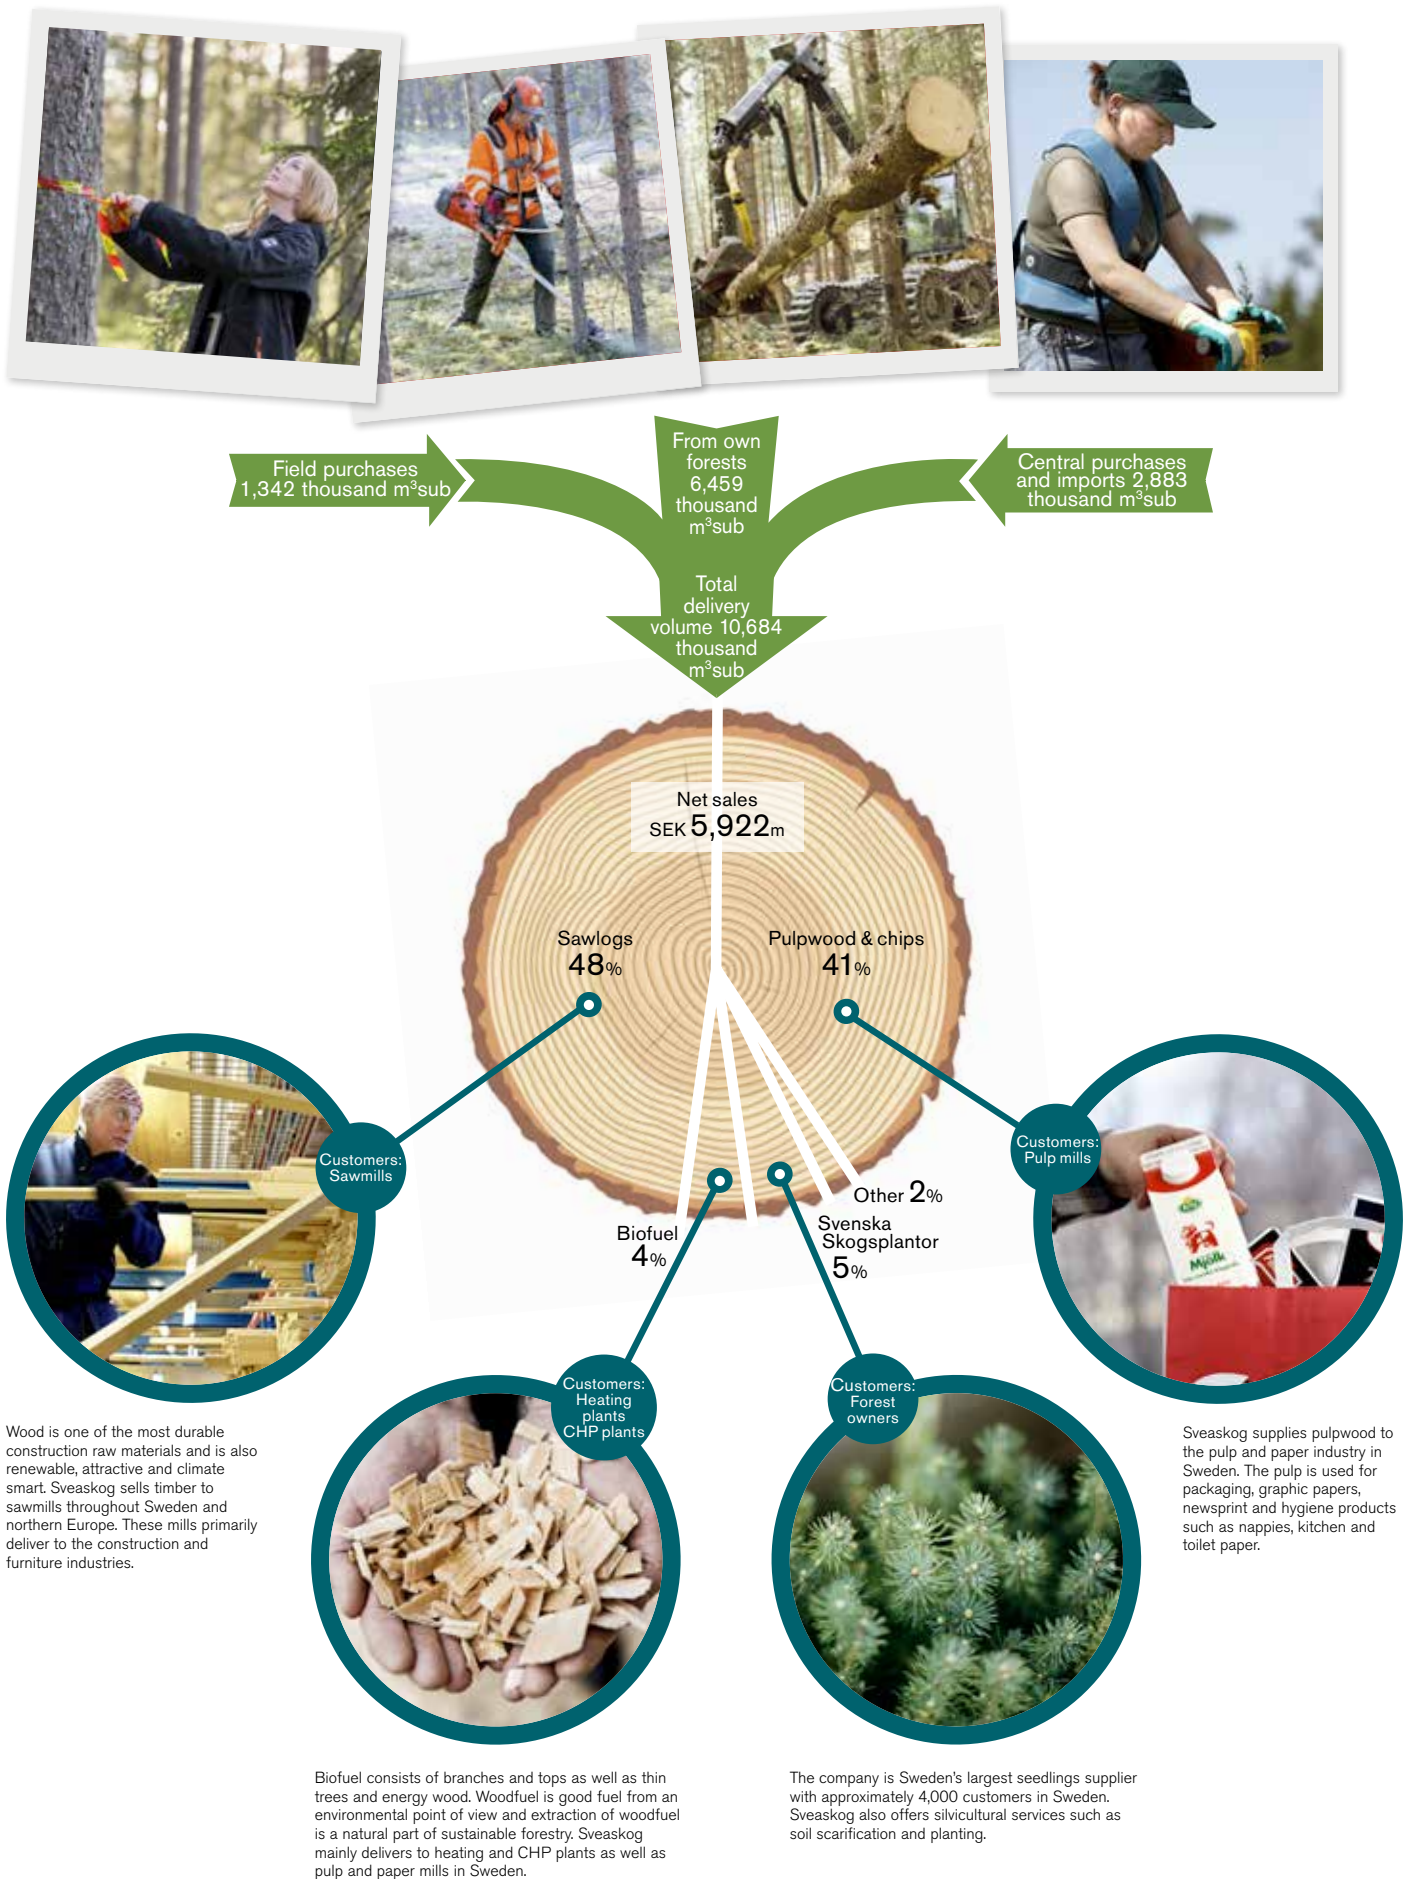 Field purchases
1,342 thousand m³sub
From own
forests
6,459
thousand
m³sub
Central purchases
and imports 2,883
thousand m³sub
Total
delivery
volume 10,684
thousand
m³sub
Net sales
SEK 5,922m
Sawlogs
48%
Pulpwood & chips
41%
Customers:
Sawmills
Customers:
Pulp mills
Mjölk
Other 2%
Svenska
Skogsplantor
5%
Biofuel
4%
Customers:
Heating
plants
CHP plants
Customers:
Forest
owners
Wood is one of the most durable
construction raw materials and is also
renewable, attractive and climate
smart. Sveaskog sells timber to
sawmills throughout Sweden and
northern Europe. These mills primarily
deliver to the construction and
furniture industries.
Sveaskog supplies pulpwood to
the pulp and paper industry in
Sweden. The pulp is used for
packaging, graphic papers,
newsprint and hygiene products
such as nappies, kitchen and
toilet paper.
Biofuel consists of branches and tops as well as thin
trees and energy wood. Woodfuel is good fuel from an
environmental point of view and extraction of woodfuel
is a natural part of sustainable forestry. Sveaskog
mainly delivers to heating and CHP plants as well as
pulp and paper mills in Sweden.
The company is Sweden's largest seedlings supplier
with approximately 4,000 customers in Sweden.
Sveaskog also offers silvicultural services such as
soil scarification and planting.